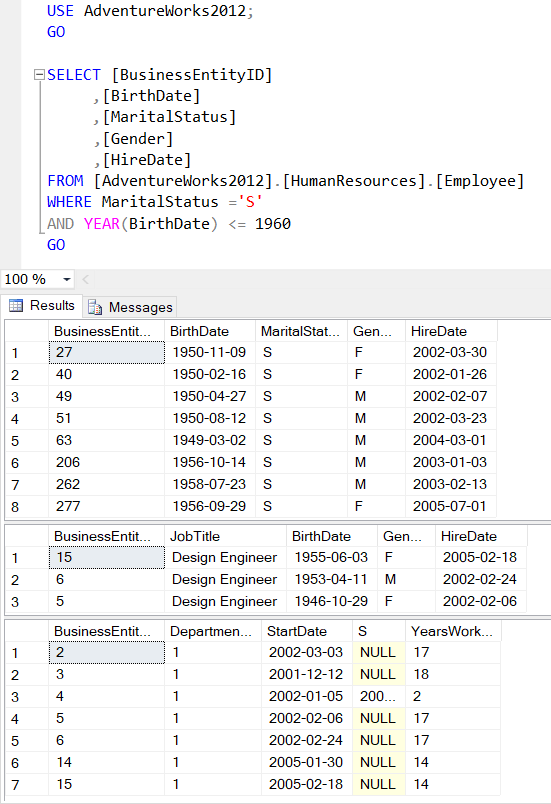 USE AdventureWorks2012;
GO
SELECT [BusinessEntityID]
,[BirthDate]
,[MaritalStatus]
,[Gender]
,[HireDate]
FROM [AdventureWorks2012].[HumanResources].[Employee]
WHERE MaritalStatus ='S'
AND YEAR(BirthDate) <= 1960
GO
100 %
Results Messages
BusinessEntit... BirthDate MaritalStat... Gen... HireDate
1 27 1950-11-09 S F 2002-03-30
2 40 1950-02-16 S F 2002-01-26
3 49 1950-04-27 S M 2002-02-07
4 51 1950-08-12 S M 2002-03-23
5 63 1949-03-02 S M 2004-03-01
6 206 1956-10-14 S M 2003-01-03
7 262 1958-07-23 S M 2003-02-13
8 277 1956-09-29 S F 2005-07-01
BusinessEntit... JobTitle BirthDate Gen... HireDate
1 15 Design Engineer 1955-06-03 F 2005-02-18
2 6 Design Engineer 1953-04-11 M 2002-02-24
3 5 Design Engineer 1946-10-29 F 2002-02-06
BusinessEntit... Departmen... StartDate S YearsWork...
1 2 1 2002-03-03 NULL 17
2 3 1 2001-12-12 NULL 18
3 4 1 2002-01-05 200... 2
4 5 1 2002-02-06 NULL 17
5 6 1 2002-02-24 NULL 17
6 14 1 2005-01-30 NULL 14
7 15 1 2005-02-18 NULL 14